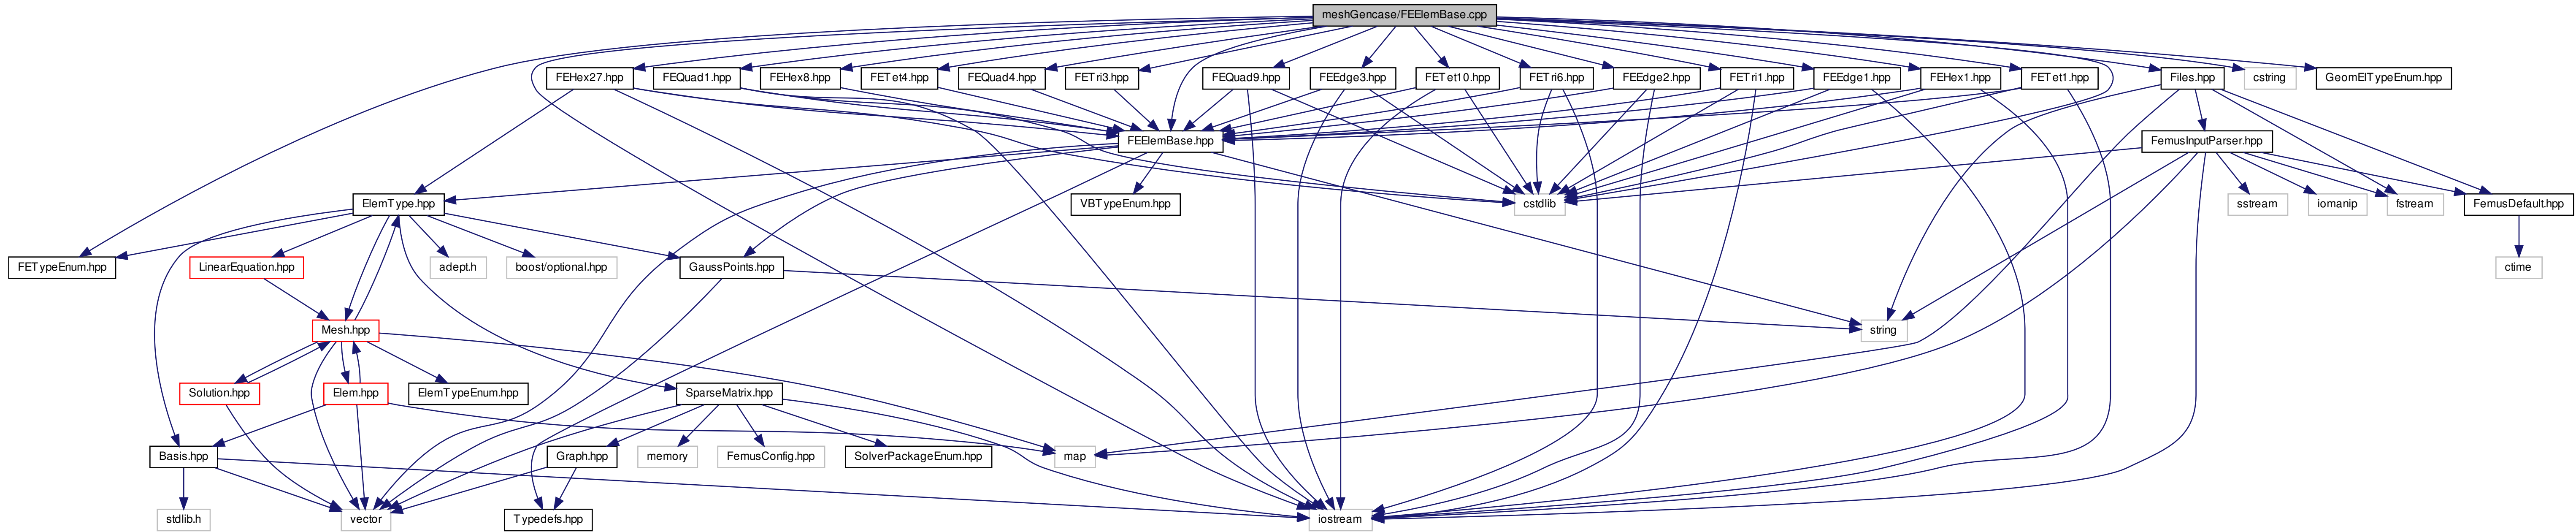 meshGencase/FEElemBase.cpp
FEHex27.hpp
FEQuad1.hpp
FEHex8.hpp
FETet4.hpp
FEQuad4.hpp
FETri3.hpp
FEQuad9.hpp
FEEdge3.hpp
FETet10.hpp
FETri6.hpp
FEEdge2.hpp
FETri1.hpp
FEEdge1.hpp
FEHex1.hpp
FETet1.hpp
Files.hpp
cstring
GeomElTypeEnum.hpp
FEElemBase.hpp
FemusInputParser.hpp
ElemType.hpp
VBTypeEnum.hpp
cstdlib
sstream
iomanip
fstream
FemusDefault.hpp
FETypeEnum.hpp
LinearEquation.hpp
adept.h
boost/optional.hpp
GaussPoints.hpp
ctime
Mesh.hpp
string
Solution.hpp
Elem.hpp
ElemTypeEnum.hpp
SparseMatrix.hpp
Basis.hpp
Graph.hpp
memory
FemusConfig.hpp
SolverPackageEnum.hpp
map
stdlib.h
vector
Typedefs.hpp
iostream